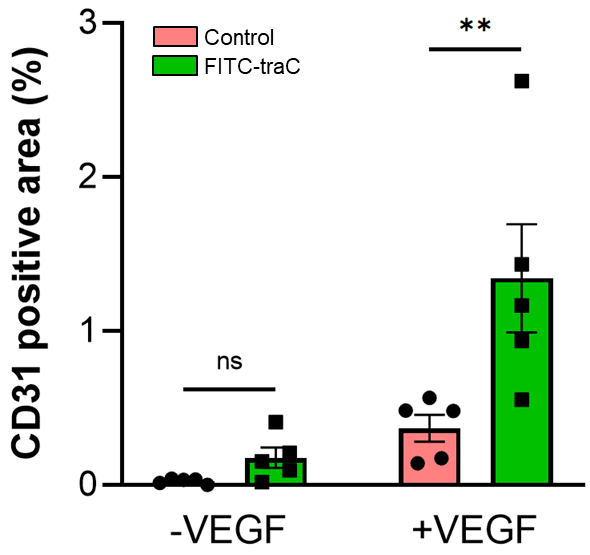 CD31 positive area (%)
3
2
1
0
Control
FITC-traC
ns
**
-VEGF
+VEGF